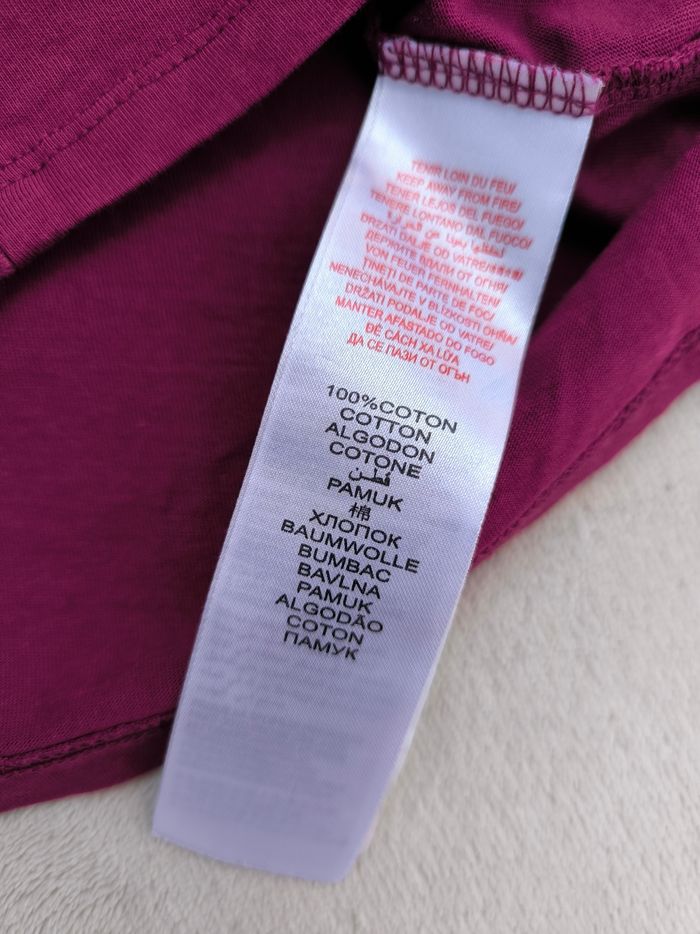 TENIR LOIN DU FEU/
KEEP AWAY FROM FIRE/
TENER LEJOS DEL FUEGO/
TENERE LONTANO DAL FUOCO/
DRŽATI DALJE OD VATRE/
ДЕРЖИТЕ ВДАЛИ ОТ ОГНЯ/
VON FEUER FERNHALTEN/
ȚINEȚI DE PARTE DE FOC/
NENECHÁVAJTE V BLÍZKOSTI OHŇA/
DRŽATI PODALJE OD VATRE/
MANTER AFASTADO DO FOGO
ĐỂ CÁCH XA LỬA
ДА СЕ ПАЗИ ОТ ОГЪН
100%COTON
COTTON
ALGODON
COTONE
قطن
PAMUK
棉
ХЛОПОК
BAUMWOLLE
BUMBAC
BAVLNA
PAMUK
ALGODÃO
COTON
ПАМУК